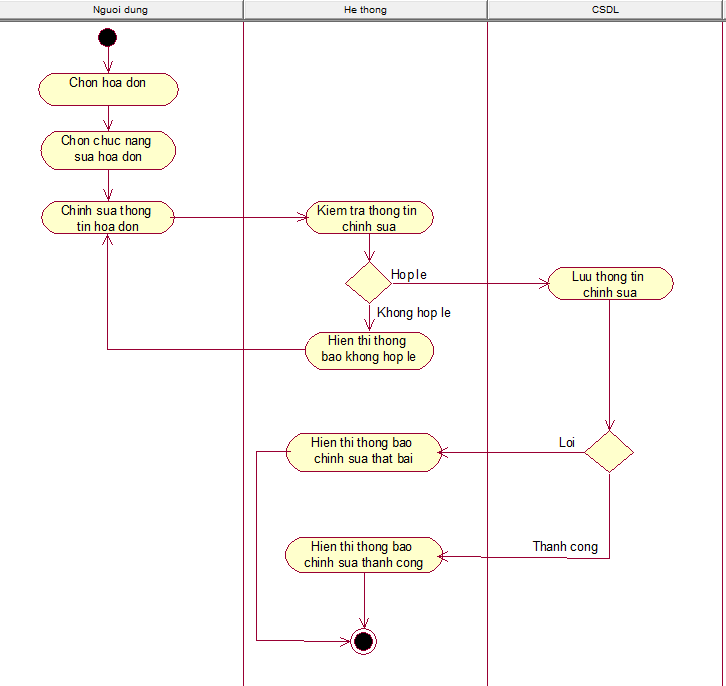 Nguoi dung
He thong
CSDL
Chon hoa don
Chon chuc nang
sua hoa don
Chinh sua thong
tin hoa don
Kiem tra thong tin
chinh sua
Hop le
Luu thong tin
chinh sua
Khong hop le
Hien thi thong
bao khong hop le
Loi
Hien thi thong bao
chinh sua that bai
Thanh cong
Hien thi thong bao
chinh sua thanh cong